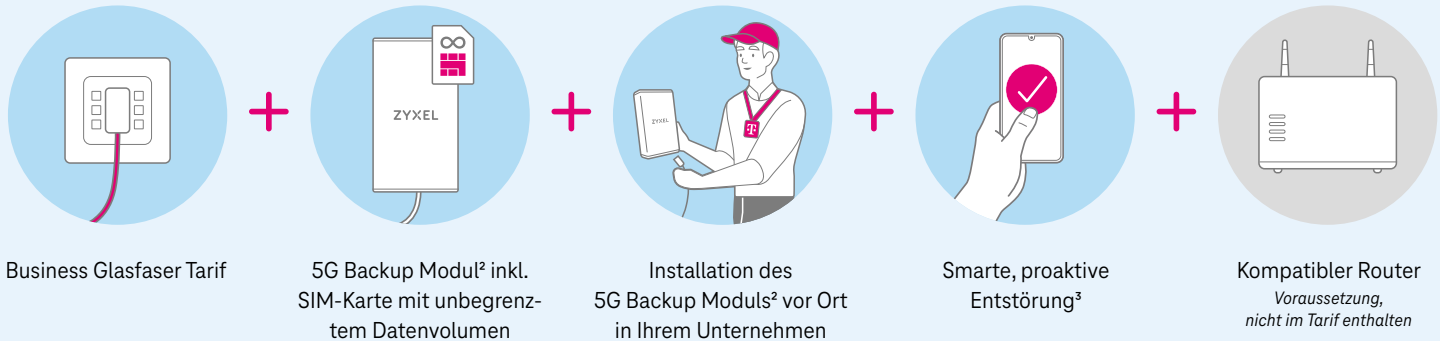 ZYXEL
ZYXEL
T
Business Glasfaser Tarif
5G Backup Modul² inkl.
SIM-Karte mit unbegrenz-
tem Datenvolumen
Installation des
5G Backup Moduls² vor Ort
in Ihrem Unternehmen
Smarte, proaktive
Entstörung³
Kompatibler Router
Voraussetzung,
nicht im Tarif enthalten